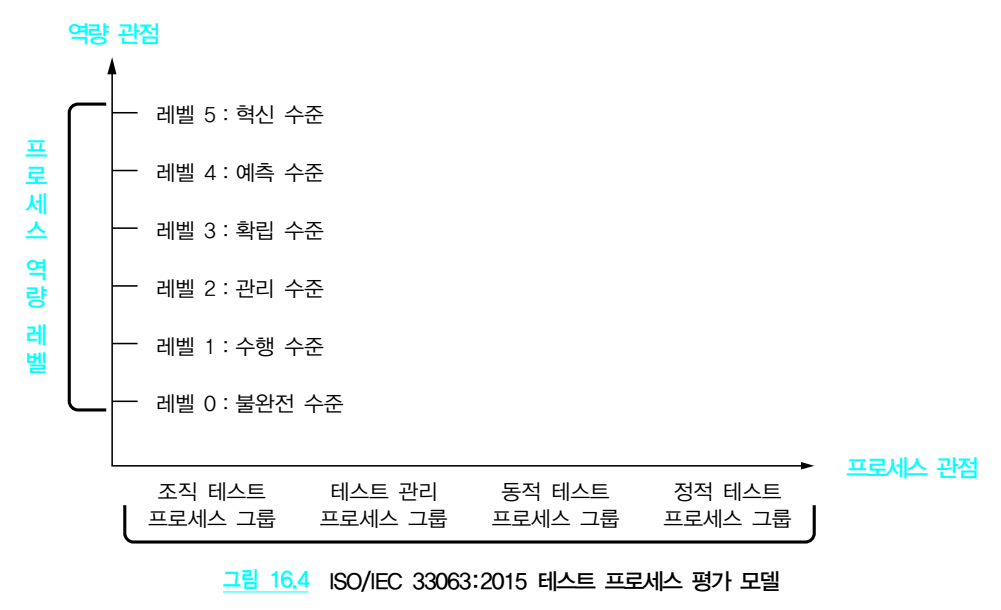 역량 관점
프로세스 역량 레벨
레벨 5 : 혁신 수준
레벨 4 : 예측 수준
레벨 3 : 확립 수준
레벨 2 : 관리 수준
레벨 1 : 수행 수준
레벨 0 : 불완전 수준
프로세스 관점
조직 테스트
프로세스 그룹
테스트 관리
프로세스 그룹
동적 테스트
프로세스 그룹
정적 테스트
프로세스 그룹
그림 16.4 ISO/IEC 33063:2015 테스트 프로세스 평가 모델